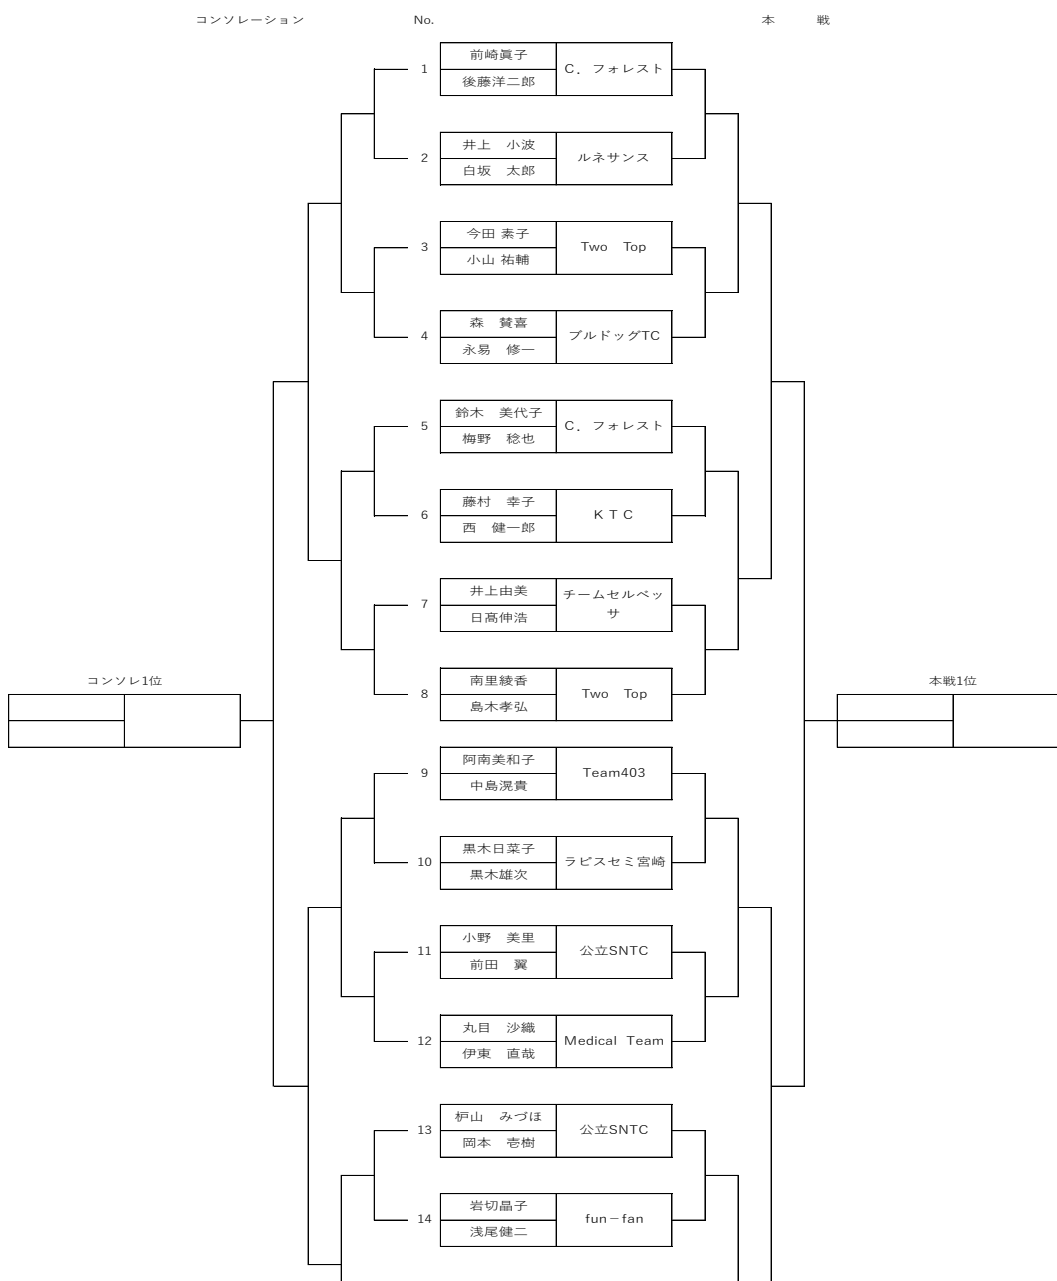 コンソレーション No. 本　　戦
前崎眞子
1 C．フォレスト
後藤洋二郎
井上　小波
2 ルネサンス
白坂　太郎
今田 素子
3 Two　Top
小山 祐輔
森　賛喜
4 ブルドッグTC
永易　修一
鈴木　美代子
5 C．フォレスト
梅野　稔也
藤村　幸子
6 ＫＴＣ
西　健一郎
井上由美
7 チームセルベッ
サ
日髙伸浩
コンソレ1位 本戦1位
南里綾香
8 Two　Top
島木孝弘
阿南美和子
9 Team403
中島滉貴
黒木日菜子
10 ラピスセミ宮崎
黒木雄次
小野　美里
11 公立SNTC
前田　翼
丸目　沙織
12 Medical Team
伊東　直哉
枦山　みづほ
13 公立SNTC
岡本　壱樹
岩切晶子
14 fun－fan
浅尾健二